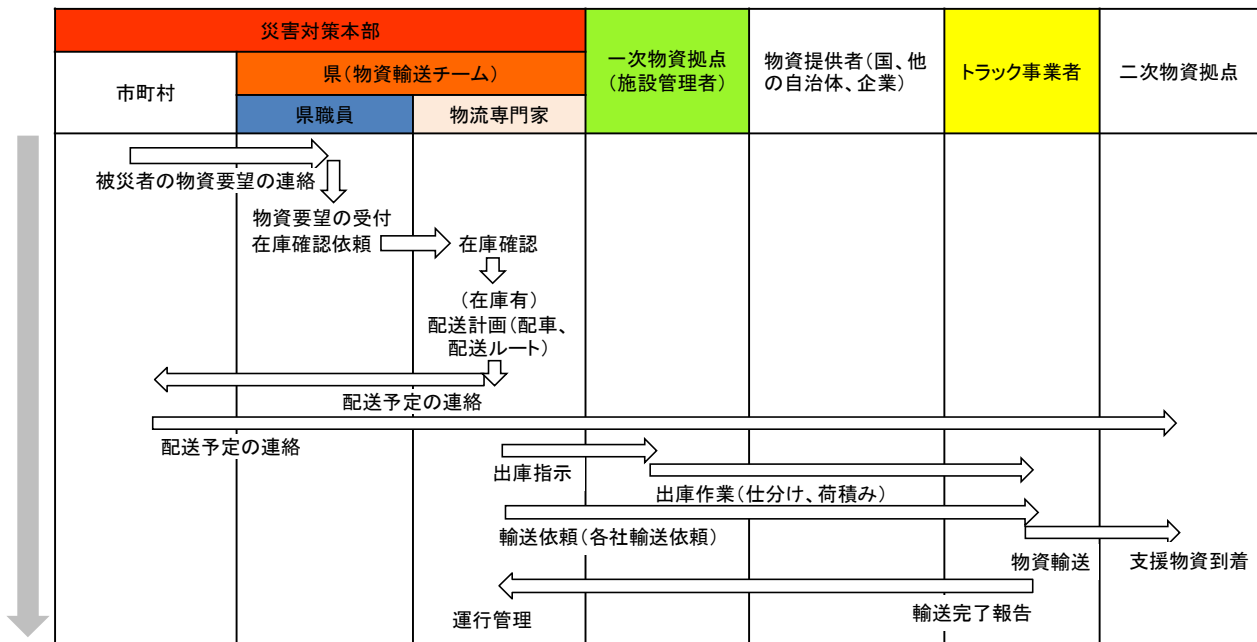 災害対策本部
県（物資輸送チーム）
市町村
県職員
物流専門家
一次物資拠点
（施設管理者）
物資提供者（国、他
の自治体、企業）
トラック事業者
二次物資拠点
被災者の物資要望の連絡
物資要望の受付
在庫確認依頼
在庫確認
（在庫有）
配送計画（配車、
配送ルート）
配送予定の連絡
配送予定の連絡
出庫指示
出庫作業（仕分け、荷積み）
輸送依頼（各社輸送依頼）
物資輸送
支援物資到着
運行管理
輸送完了報告